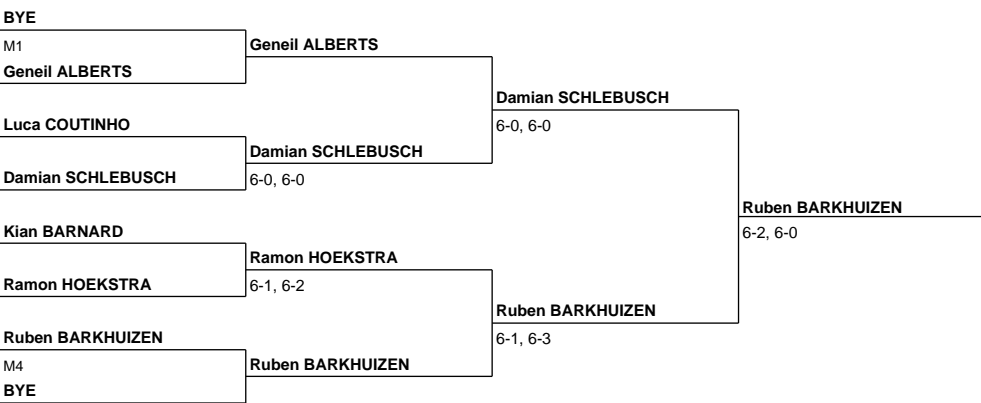 BYE
M1
Geneil ALBERTS
Geneil ALBERTS
Luca COUTINHO
Damian SCHLEBUSCH
Damian SCHLEBUSCH
6-0, 6-0
Damian SCHLEBUSCH
6-0, 6-0
Kian BARNARD
Ramon HOEKSTRA
Ramon HOEKSTRA
6-1, 6-2
Ruben BARKHUIZEN
M4
BYE
Ruben BARKHUIZEN
Ruben BARKHUIZEN
6-1, 6-3
Ruben BARKHUIZEN
6-2, 6-0